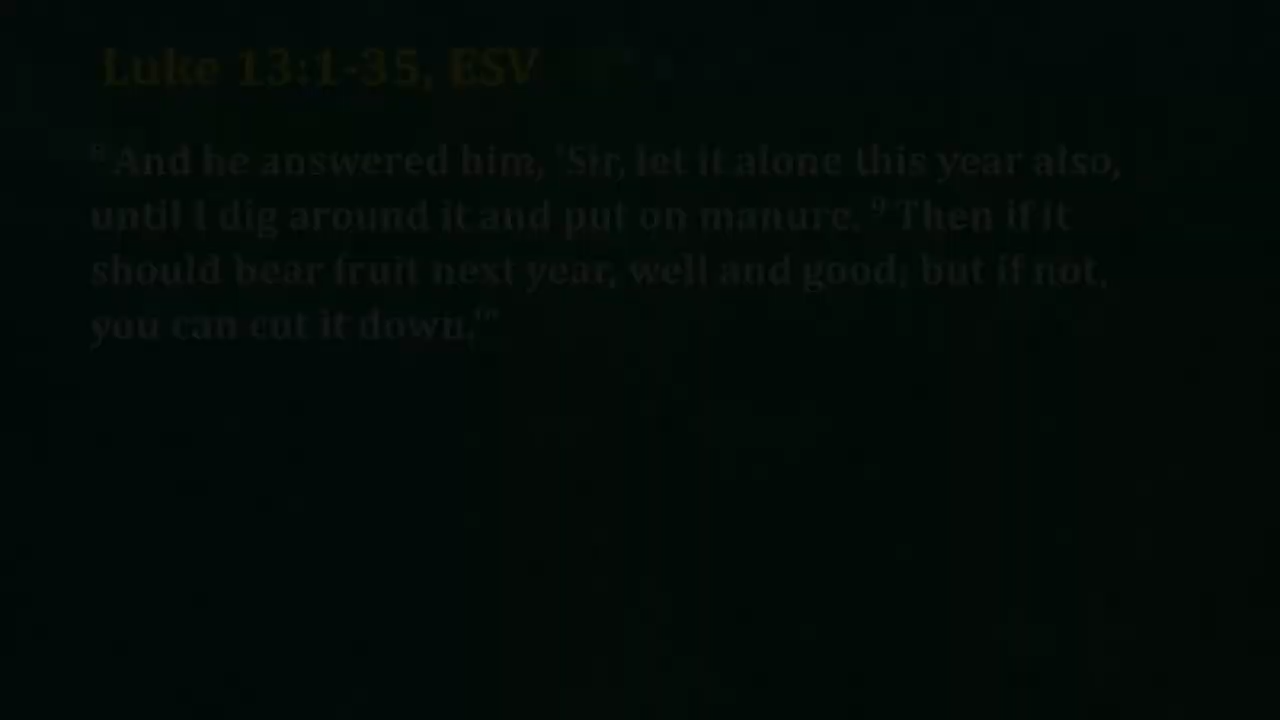 Luke 13:1-35, ESV
⁸ And he answered him, ‘Sir, let it alone this year also,
until I dig around it and put on manure. ⁹ Then if it
should bear fruit next year, well and good; but if not,
you can cut it down.’”